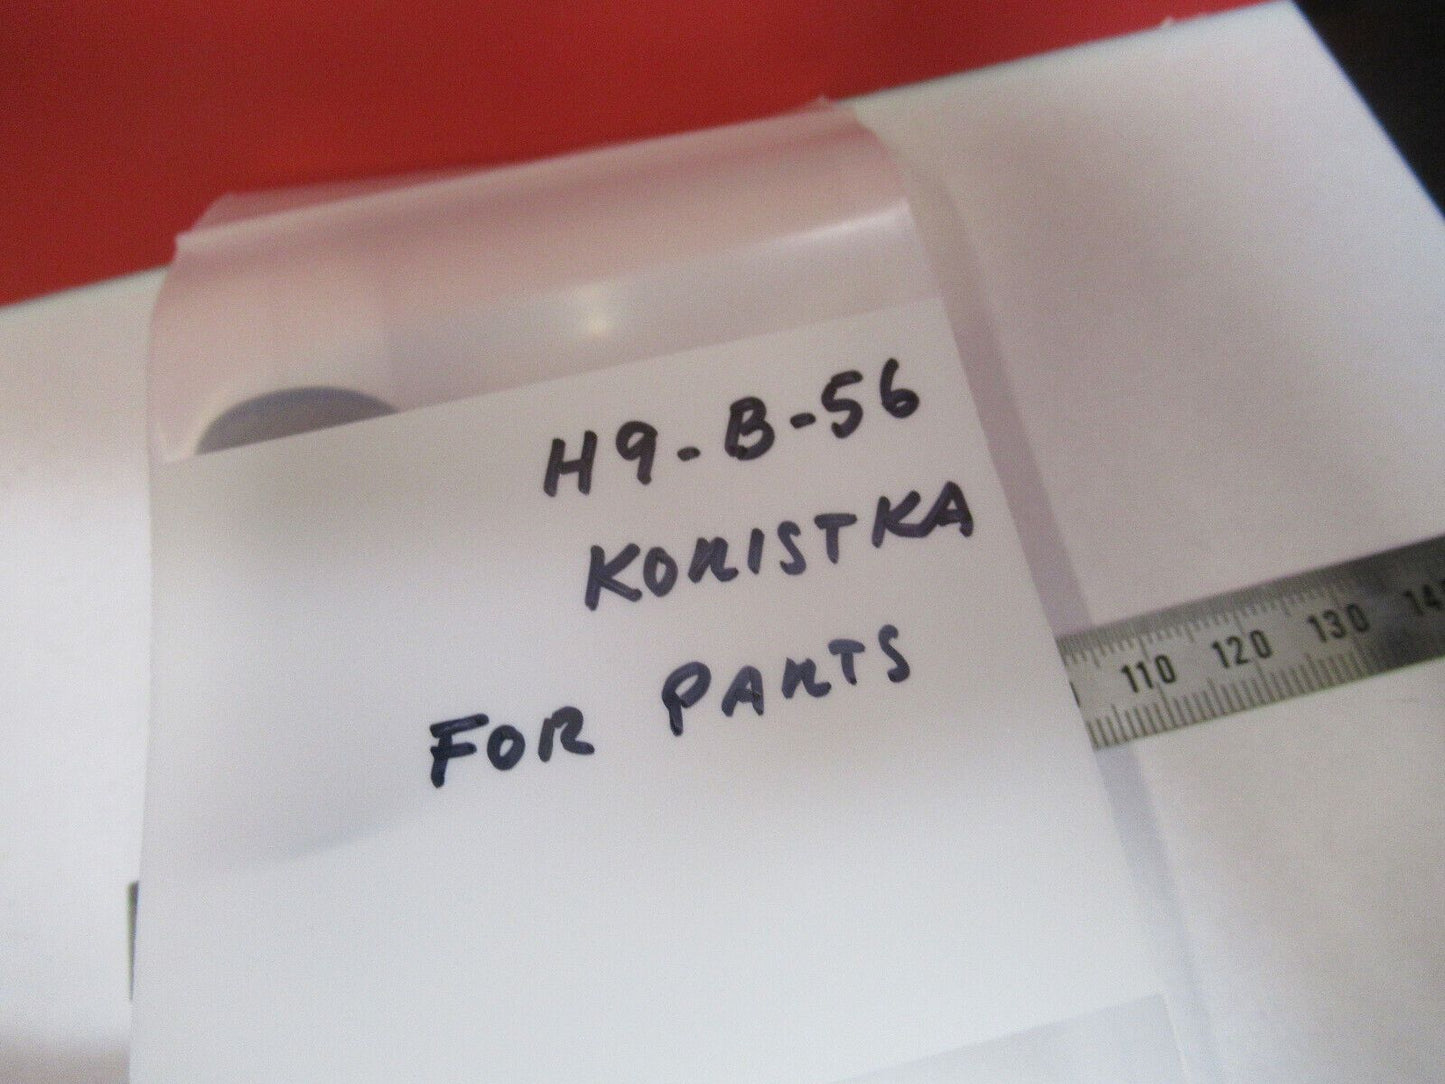 H9-B-56
KORISTKA
FOR PARTS
110 120 130